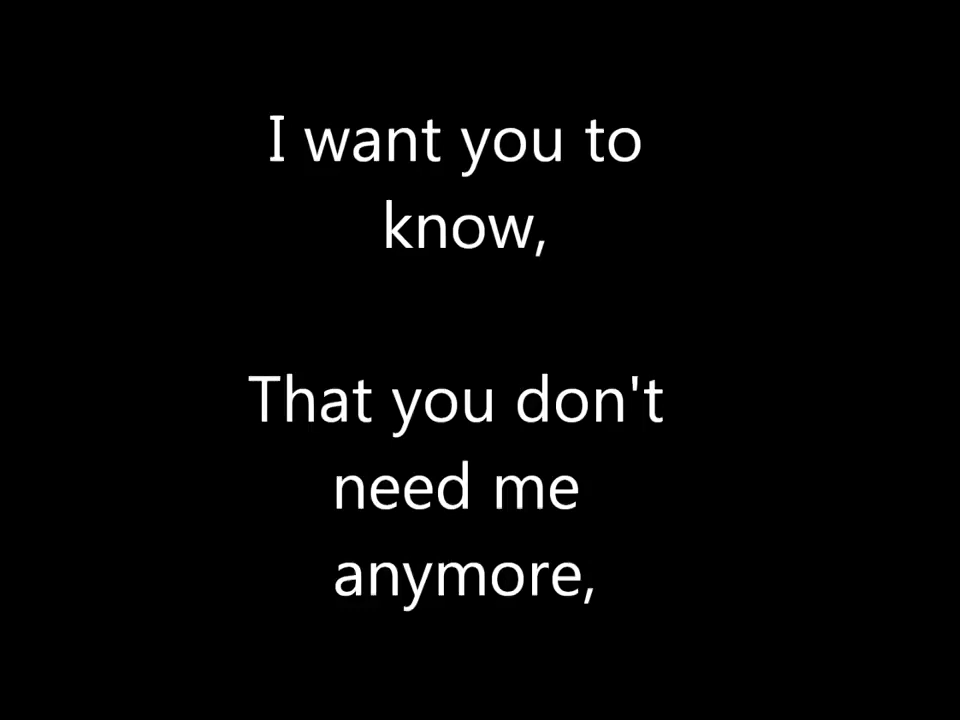 I want you to
know,
That you don't
need me
anymore,